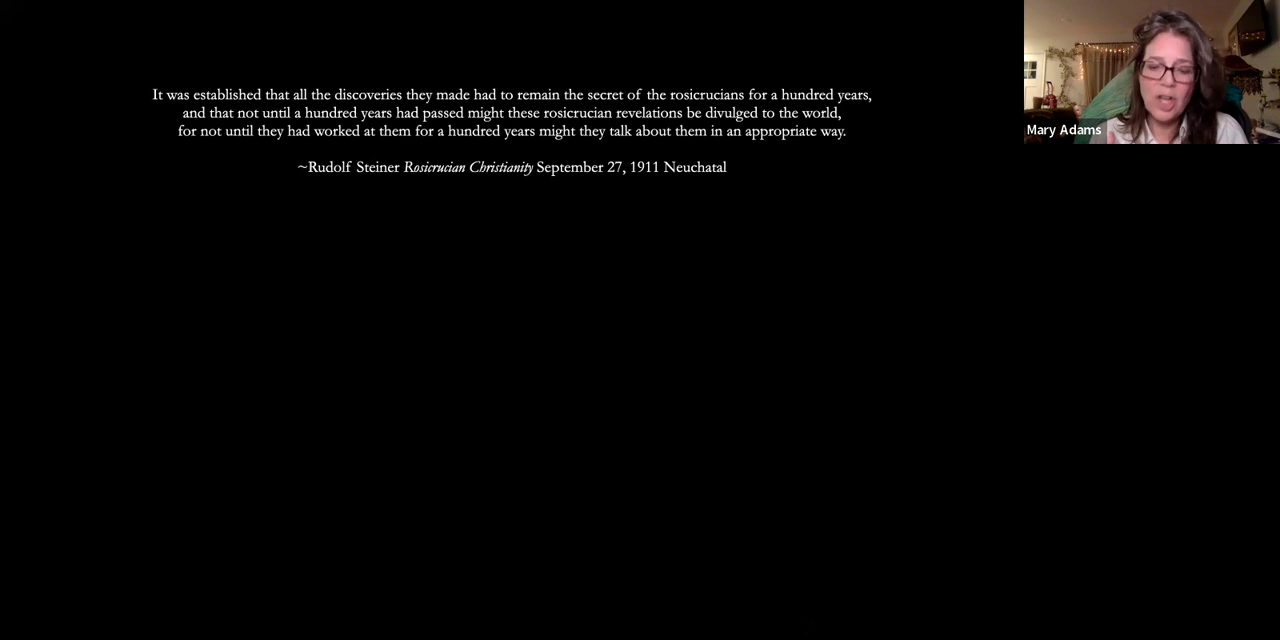 It was established that all the discoveries they made had to remain the secret of the rosicrucians for a hundred years,
and that not until a hundred years had passed might these rosicrucian revelations be divulged to the world,
for not until they had worked at them for a hundred years might they talk about them in an appropriate way.
~Rudolf Steiner Rosicrucian Christianity September 27, 1911 Neuchatal
Mary Adams